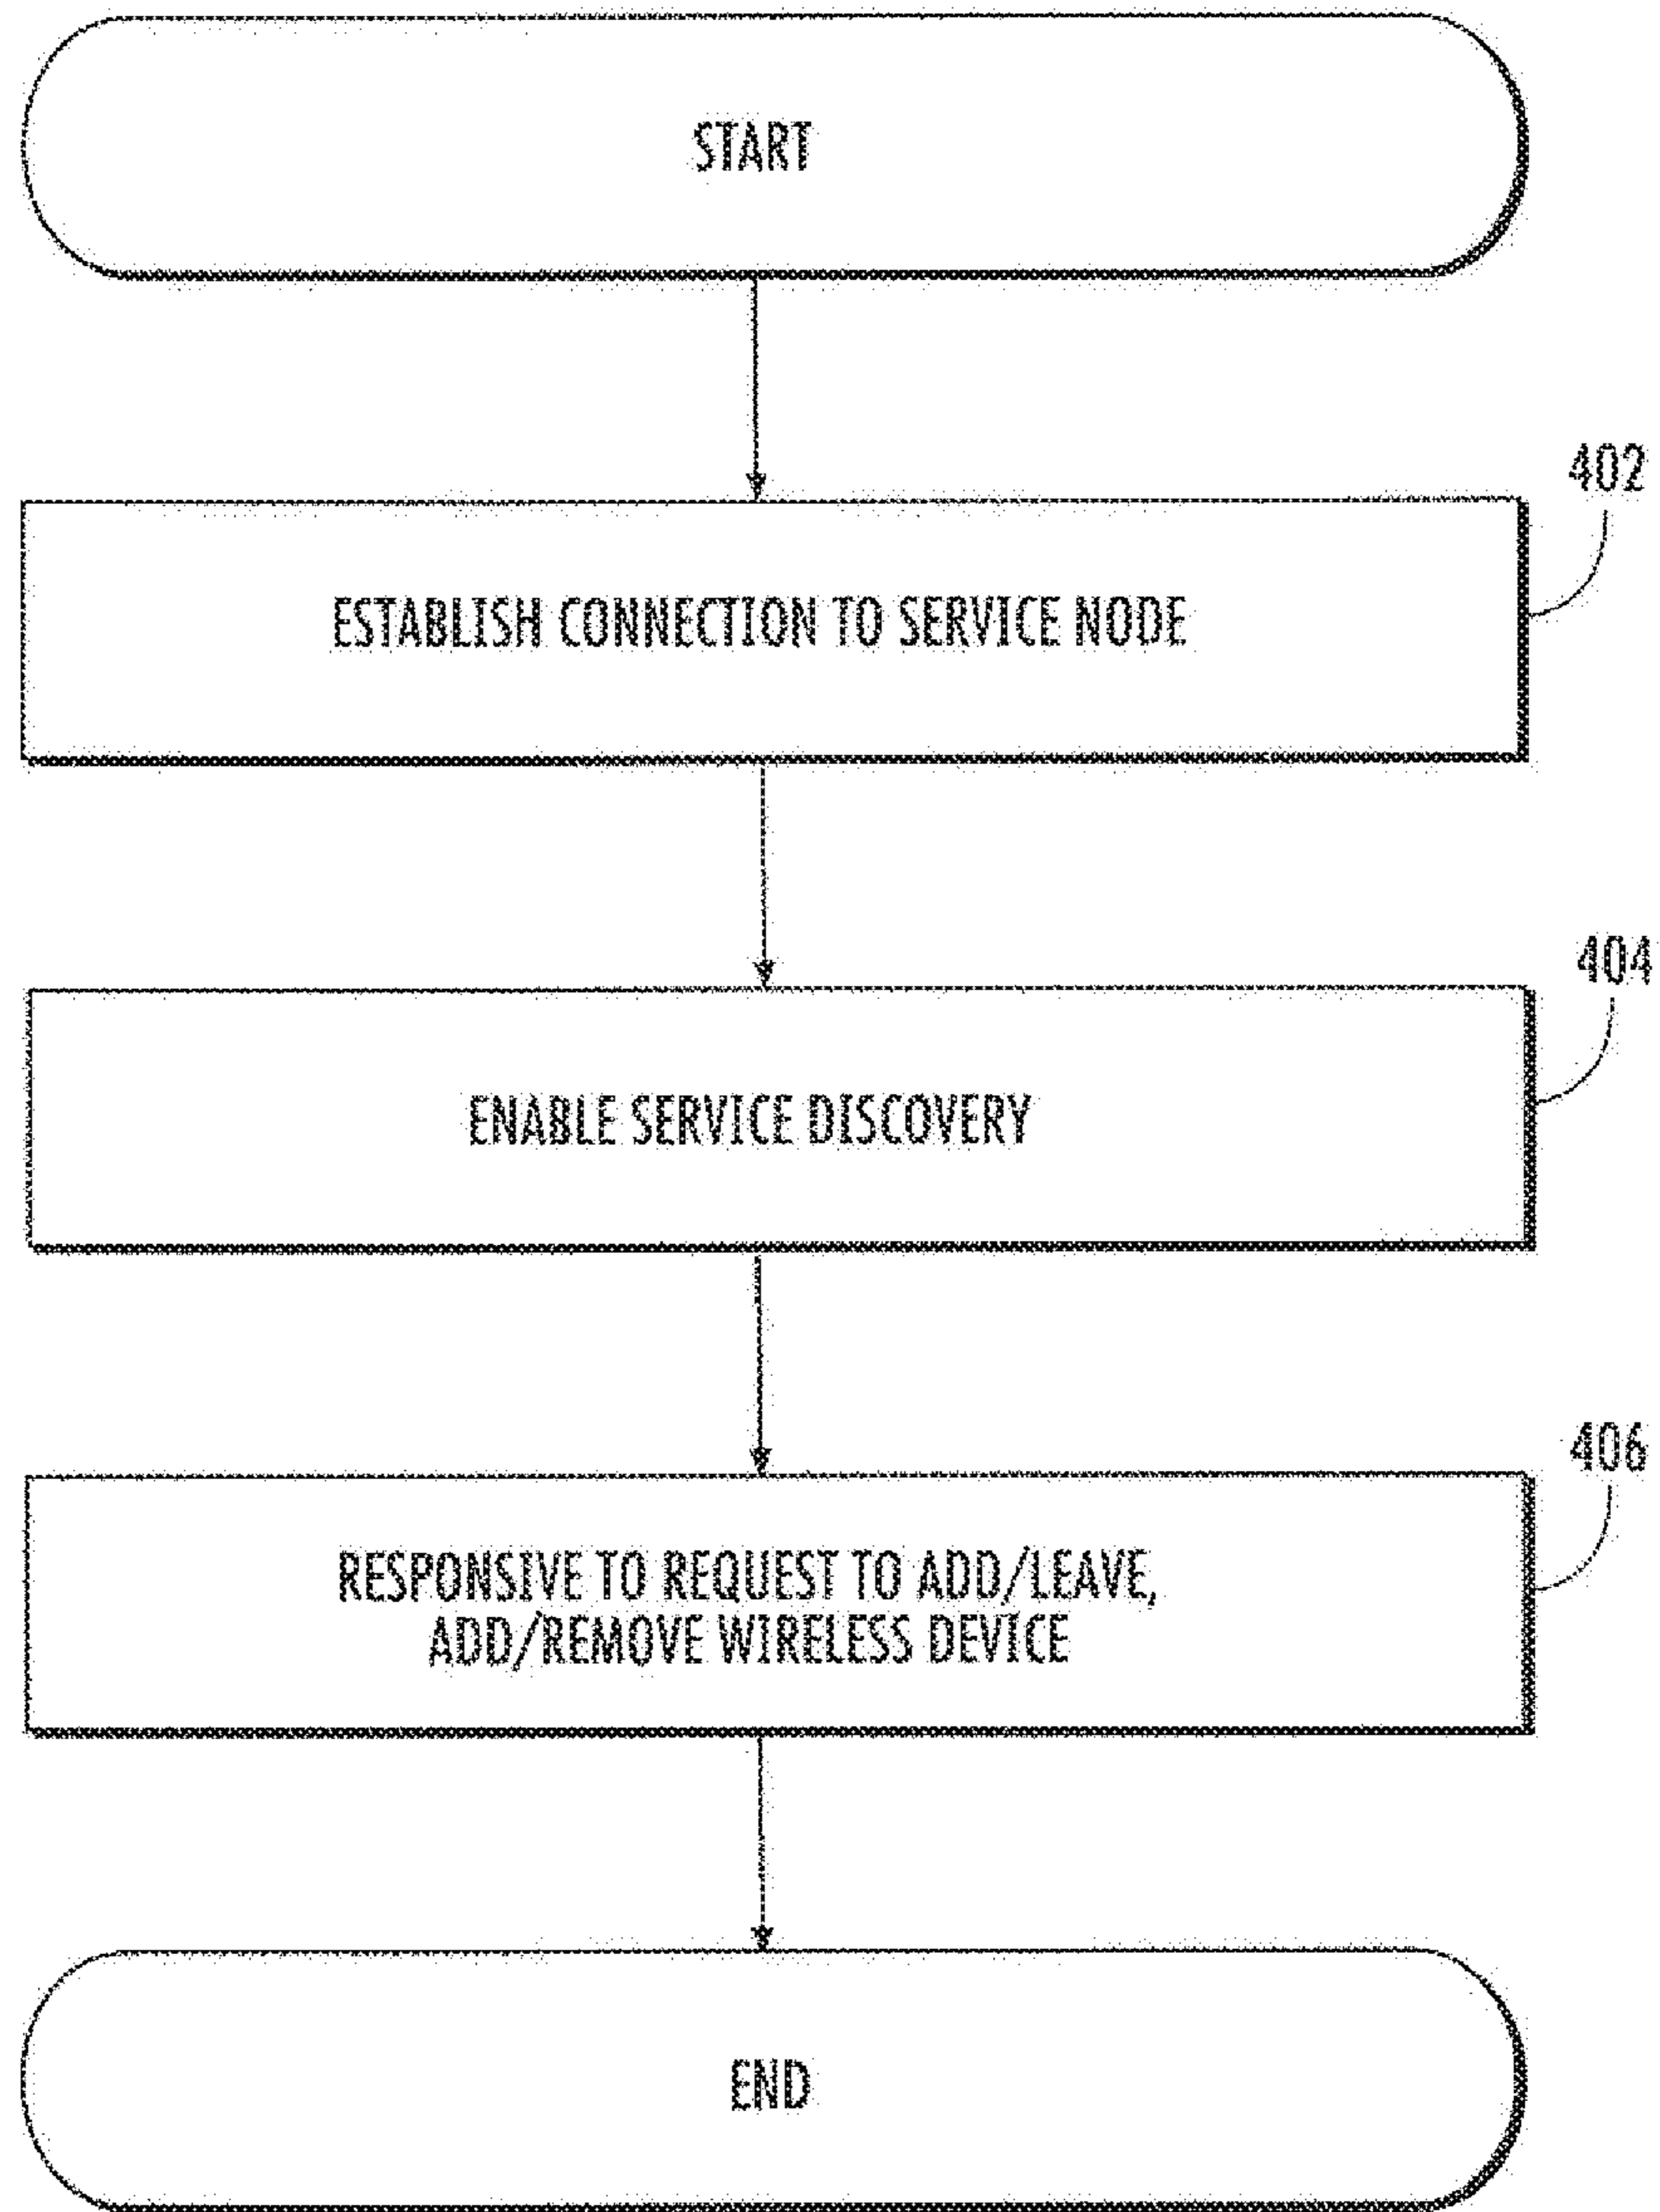 START
402
ESTABLISH CONNECTION TO SERVICE NODE
404
ENABLE SERVICE DISCOVERY
406
RESPONSIVE TO REQUEST TO ADD/LEAVE,
ADD/REMOVE WIRELESS DEVICE
END